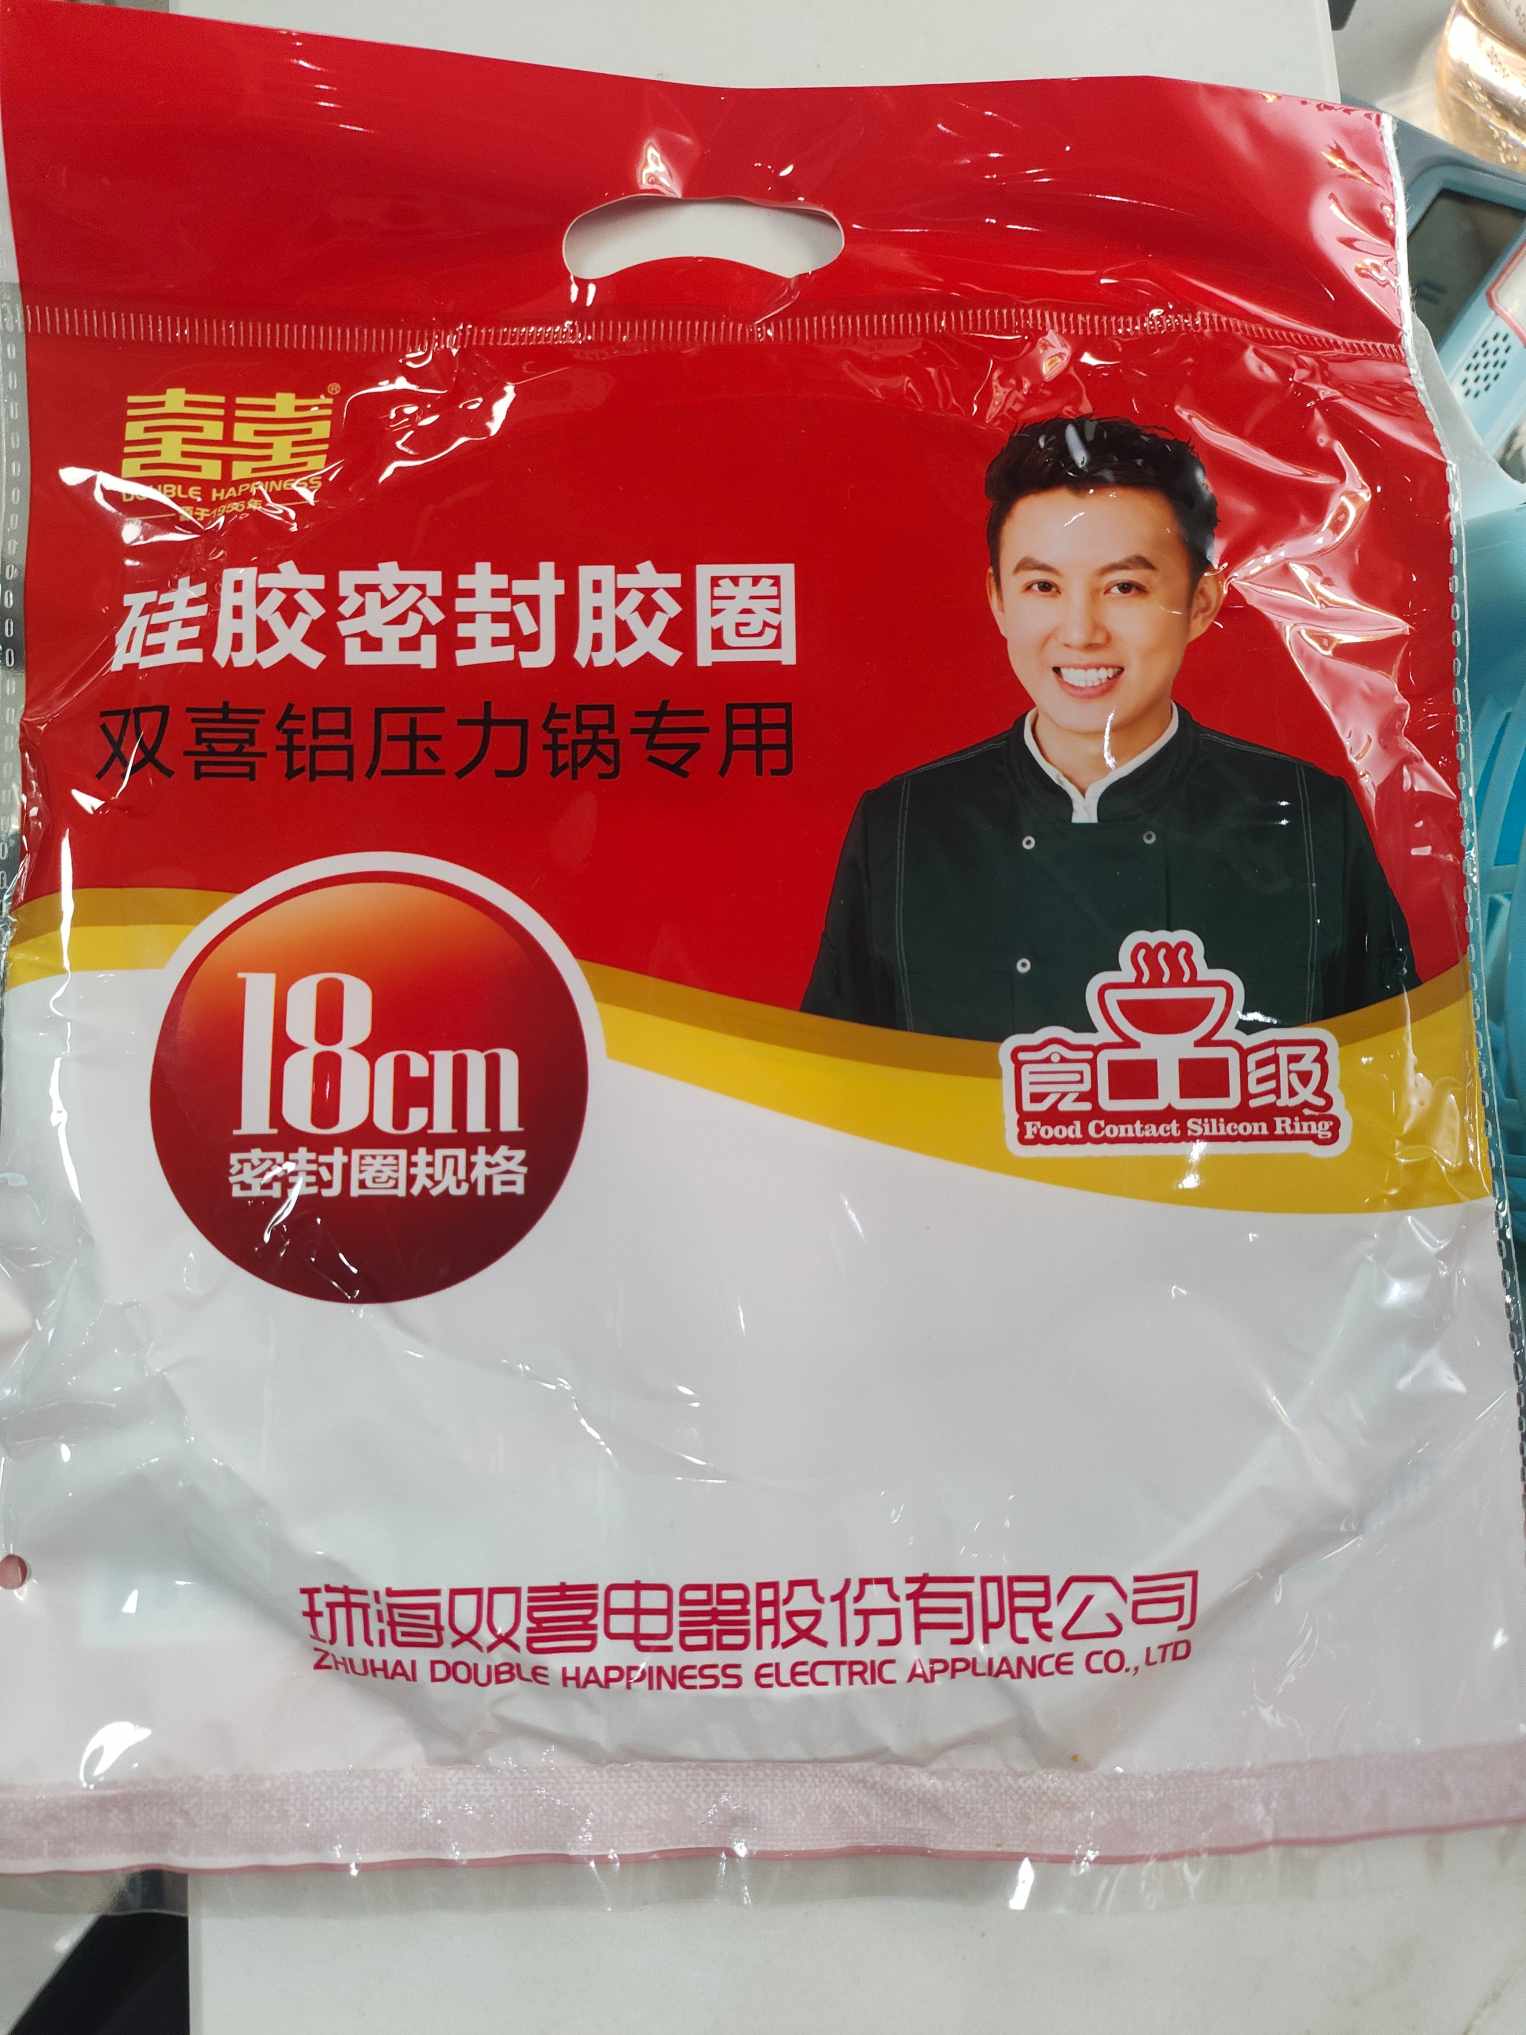 囍®
DOUBLE HAPPINESS
硅胶密封胶圈
双喜铝压力锅专用
18cm
密封圈规格
食品级
Food Contact Silicon Ring
珠海双喜电器股份有限公司
ZHUHAI DOUBLE HAPPINESS ELECTRIC APPLIANCE CO., LTD